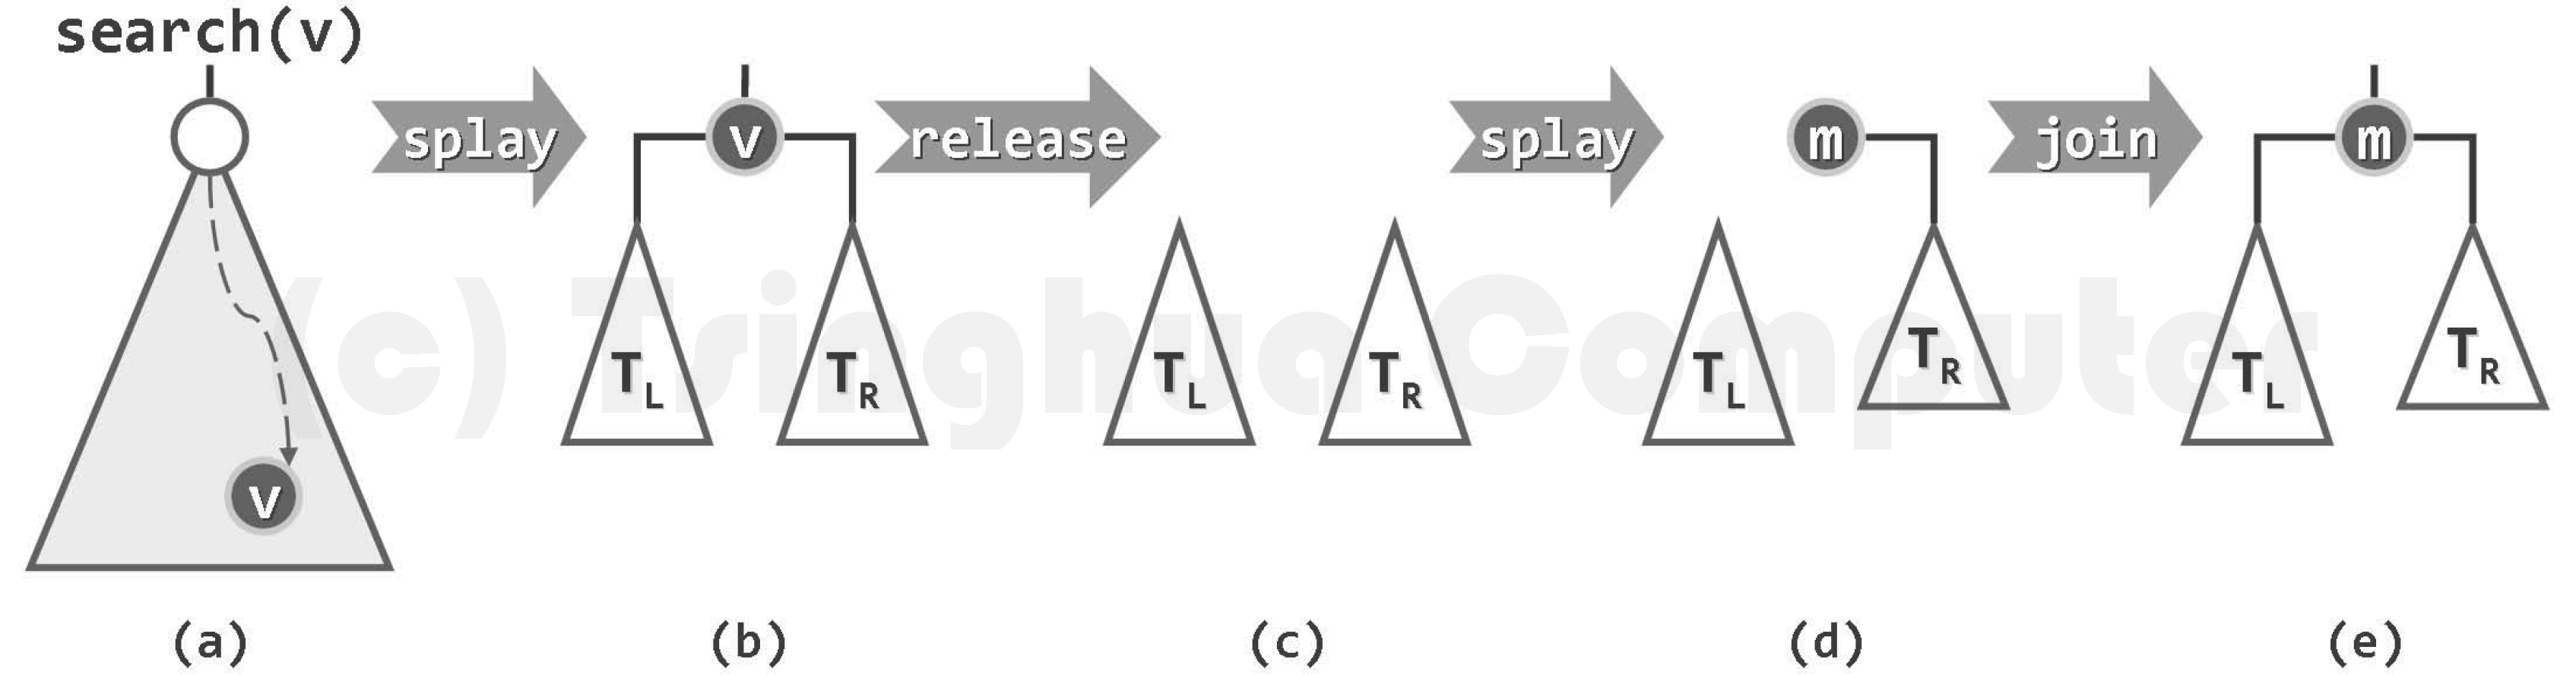 search(v)
splay
v
release
splay
m
join
m
v
T_L
T_R
T_L
T_R
T_L
T_R
T_L
T_R
(c) Tsinghua Computer
(a)
(b)
(c)
(d)
(e)